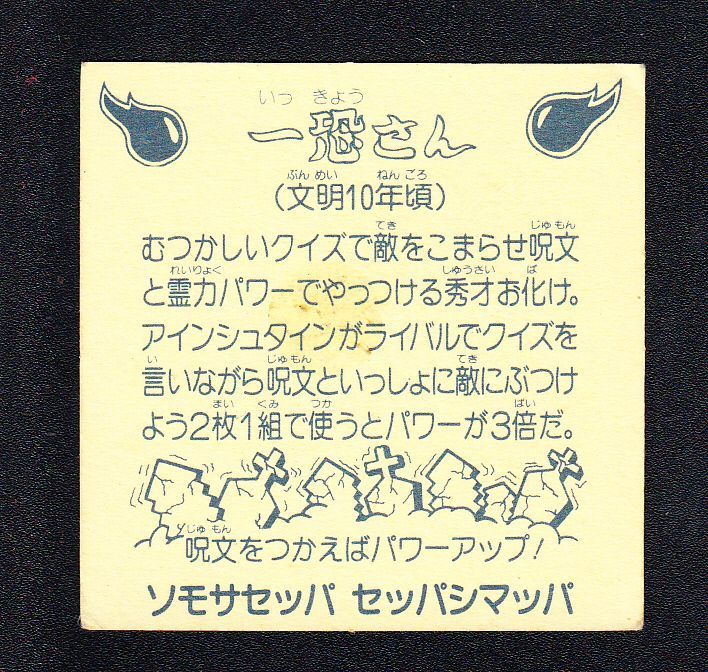 いっ きょう
一恐さん
ぶん めい ねん ごろ
(文明10年頃)
てき じゅ もん
むつかしいクイズで敵をこまらせ呪文
れいりょく しゅうさい ば
と霊力パワーでやっつける秀才お化け。
アインシュタインがライバルでクイズを
い じゅ もん てき
言いながら呪文といっしょに敵にぶつけ
まい くみ つか ばい
よう2枚1組で使うとパワーが3倍だ。
じゅ もん
呪文をつかえばパワーアップ!
ソモサセッパ セッパシマッパ